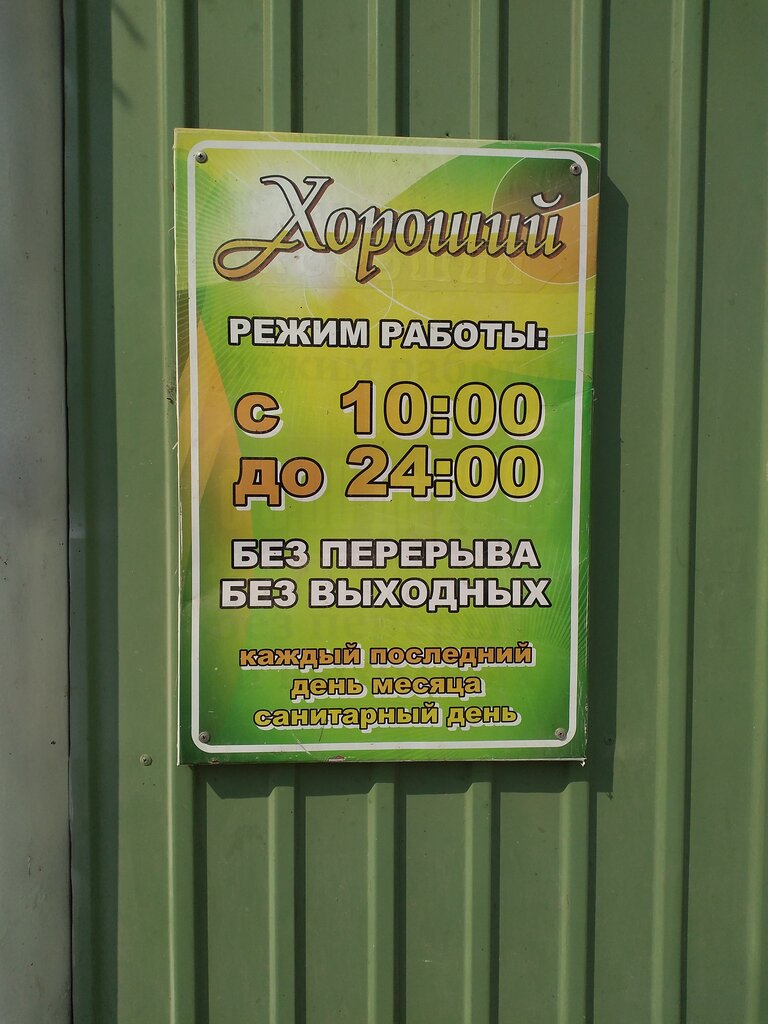 Хороший
РЕЖИМ РАБОТЫ:
с 10:00
до 24:00
БЕЗ ПЕРЕРЫВА
БЕЗ ВЫХОДНЫХ
каждый последний
день месяца
санитарный день